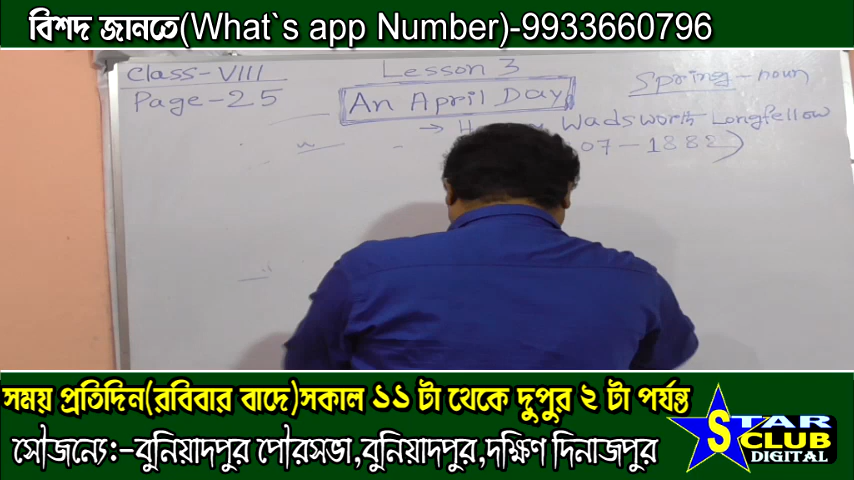 বিশদ জানতে(What`s app Number)-9933660796
Class-VIII
Page-25
Lesson 3
An April Day
Spring - noun
Wadsworth Longfellow
07-1882)
সময় প্রতিদিন(রবিবার বাদে)সকাল ১১ টা থেকে দুপুর ২ টা পর্যন্ত
সৌজন্যে:-বুনিয়াদপুর পৌরসভা,বুনিয়াদপুর,দক্ষিণ দিনাজপুর
STAR
CLUB
DIGITAL